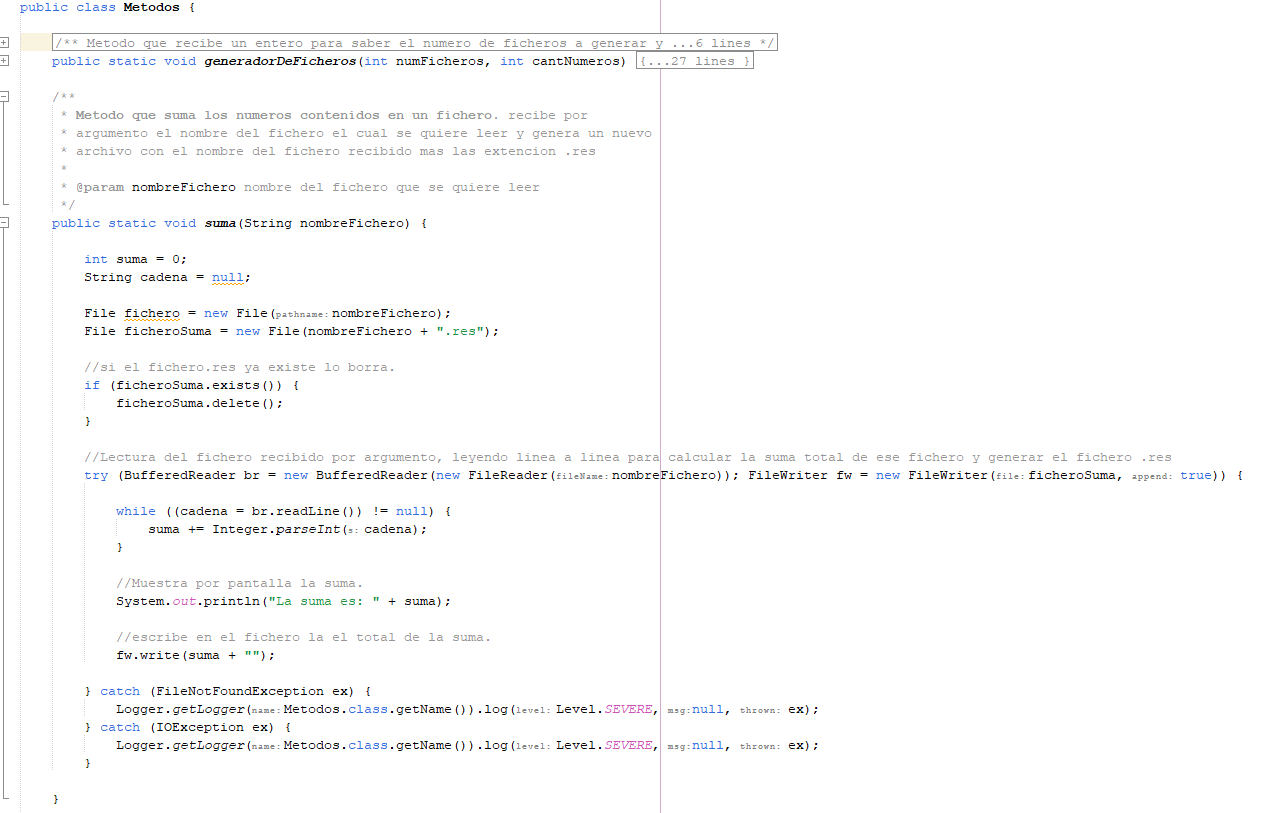 public class Metodos {
/** Metodo que recibe un entero para saber el numero de ficheros a generar y ...6 lines */
public static void generadorDeFicheros(int numFicheros, int cantNumeros) {...27 lines }
/**
* Metodo que suma los numeros contenidos en un fichero. recibe por
* argumento el nombre del fichero el cual se quiere leer y genera un nuevo
* archivo con el nombre del fichero recibido mas las extencion .res
*
* @param nombreFichero nombre del fichero que se quiere leer
*/
public static void suma(String nombreFichero) {
int suma = 0;
String cadena = null;
File fichero = new File(pathname: nombreFichero);
File ficheroSuma = new File(nombreFichero + ".res");
//si el fichero.res ya existe lo borra.
if (ficheroSuma.exists()) {
ficheroSuma.delete();
}
//Lectura del fichero recibido por argumento, leyendo linea a linea para calcular la suma total de ese fichero y generar el fichero .res
try (BufferedReader br = new BufferedReader(new FileReader(fileName: nombreFichero)); FileWriter fw = new FileWriter(file: ficheroSuma, append: true)) {
while ((cadena = br.readLine()) != null) {
suma += Integer.parseInt(s: cadena);
}
//Muestra por pantalla la suma.
System.out.println("La suma es: " + suma);
//escribe en el fichero la el total de la suma.
fw.write(suma + "");
} catch (FileNotFoundException ex) {
Logger.getLogger(name: Metodos.class.getName()).log(level: Level.SEVERE, msg: null, thrown: ex);
} catch (IOException ex) {
Logger.getLogger(name: Metodos.class.getName()).log(level: Level.SEVERE, msg: null, thrown: ex);
}
}